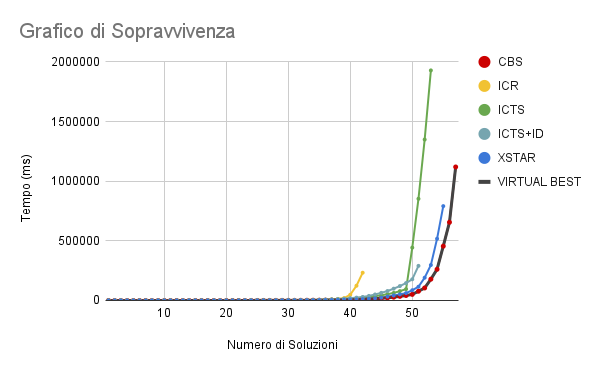 Grafico di Sopravvivenza
2000000
1500000
1000000
500000
0
Tempo (ms)
10 20 30 40 50
Numero di Soluzioni
CBS
ICR
ICTS
ICTS+ID
XSTAR
VIRTUAL BEST